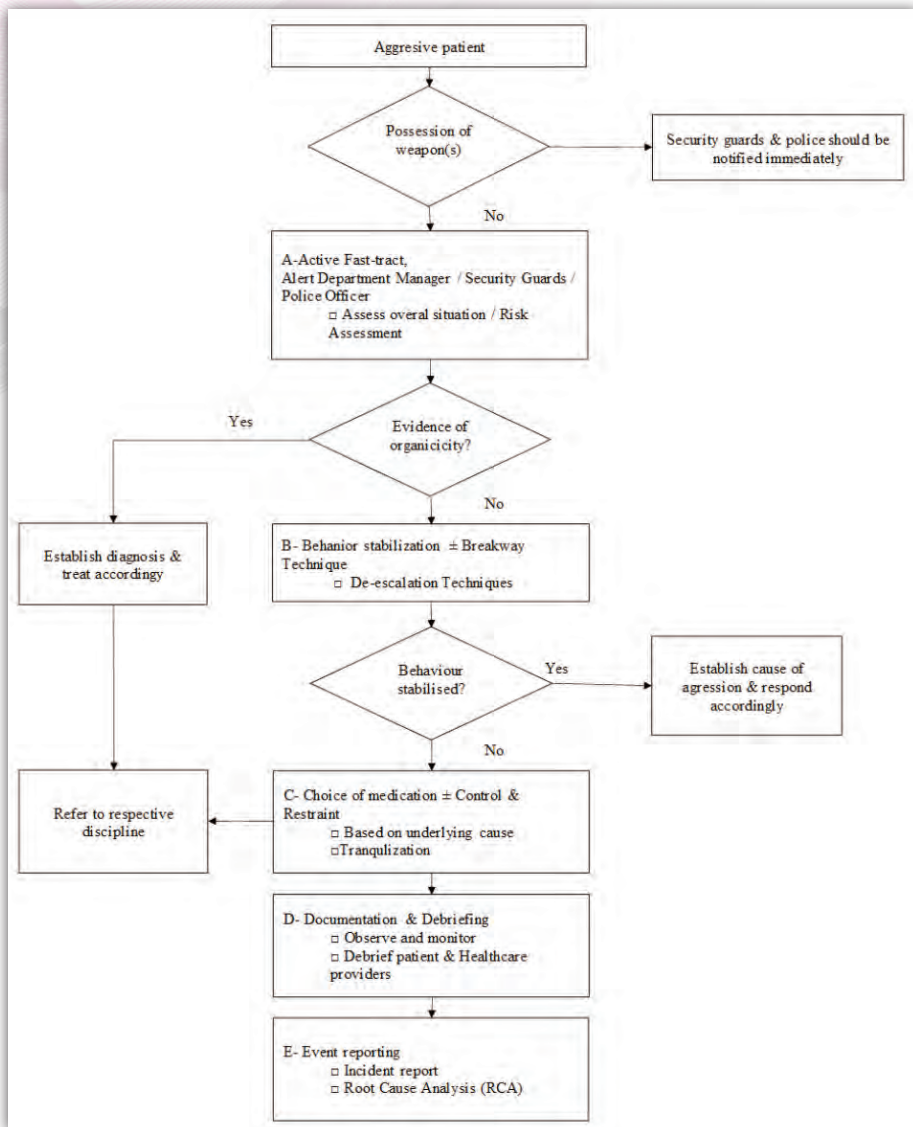 Aggresive patient
Possession of
weapon(s)
Security guards & police should be
notified immediately
No
A-Active Fast-tract,
Alert Department Manager / Security Guards /
Police Officer
□ Assess overal situation / Risk
Assessment
Yes
Evidence of
organicicity?
No
Establish diagnosis &
treat accordingy
B- Behanior stabilization ± Breakway
Technique
□ De-escalation Techniques
Behaviour
stabilised?
Yes
Establish cause of
agression & respond
accordingly
No
Refer to respective
discipline
C- Choice of medication ± Control &
Restraint
□ Based on underlying cause
□Tranqulization
D- Documentation & Debriefing
□ Observe and monitor
□ Debrief patient & Healthcare
providers
E- Event reporting
□ Incident report
□ Root Cause Analysis (RCA)